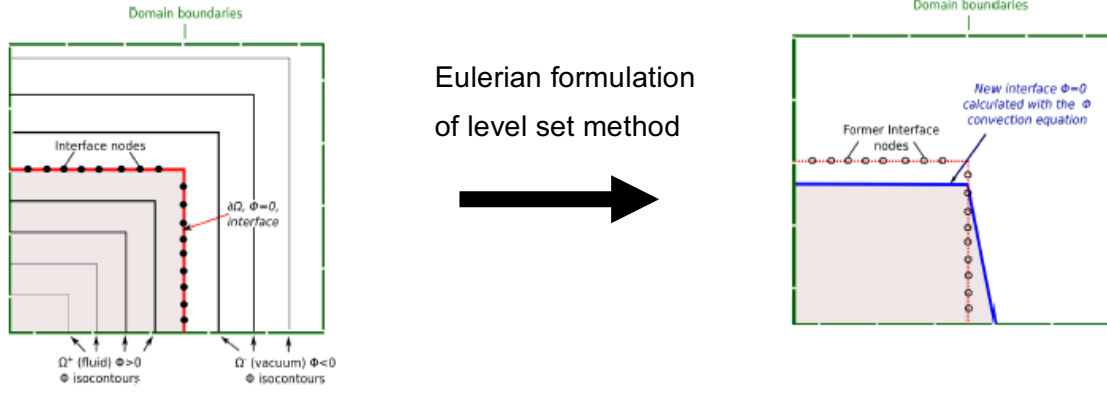 Domain boundaries
Interface nodes
∂Ω, Φ=0,
interface
Ω⁺ (fluid) Φ>0
Φ isocontours
Ω⁻ (vacuum) Φ<0
Φ isocontours
Eulerian formulation
of level set method
Domain boundaries
New interface Φ=0
calculated with the Φ
convection equation
Former Interface
nodes